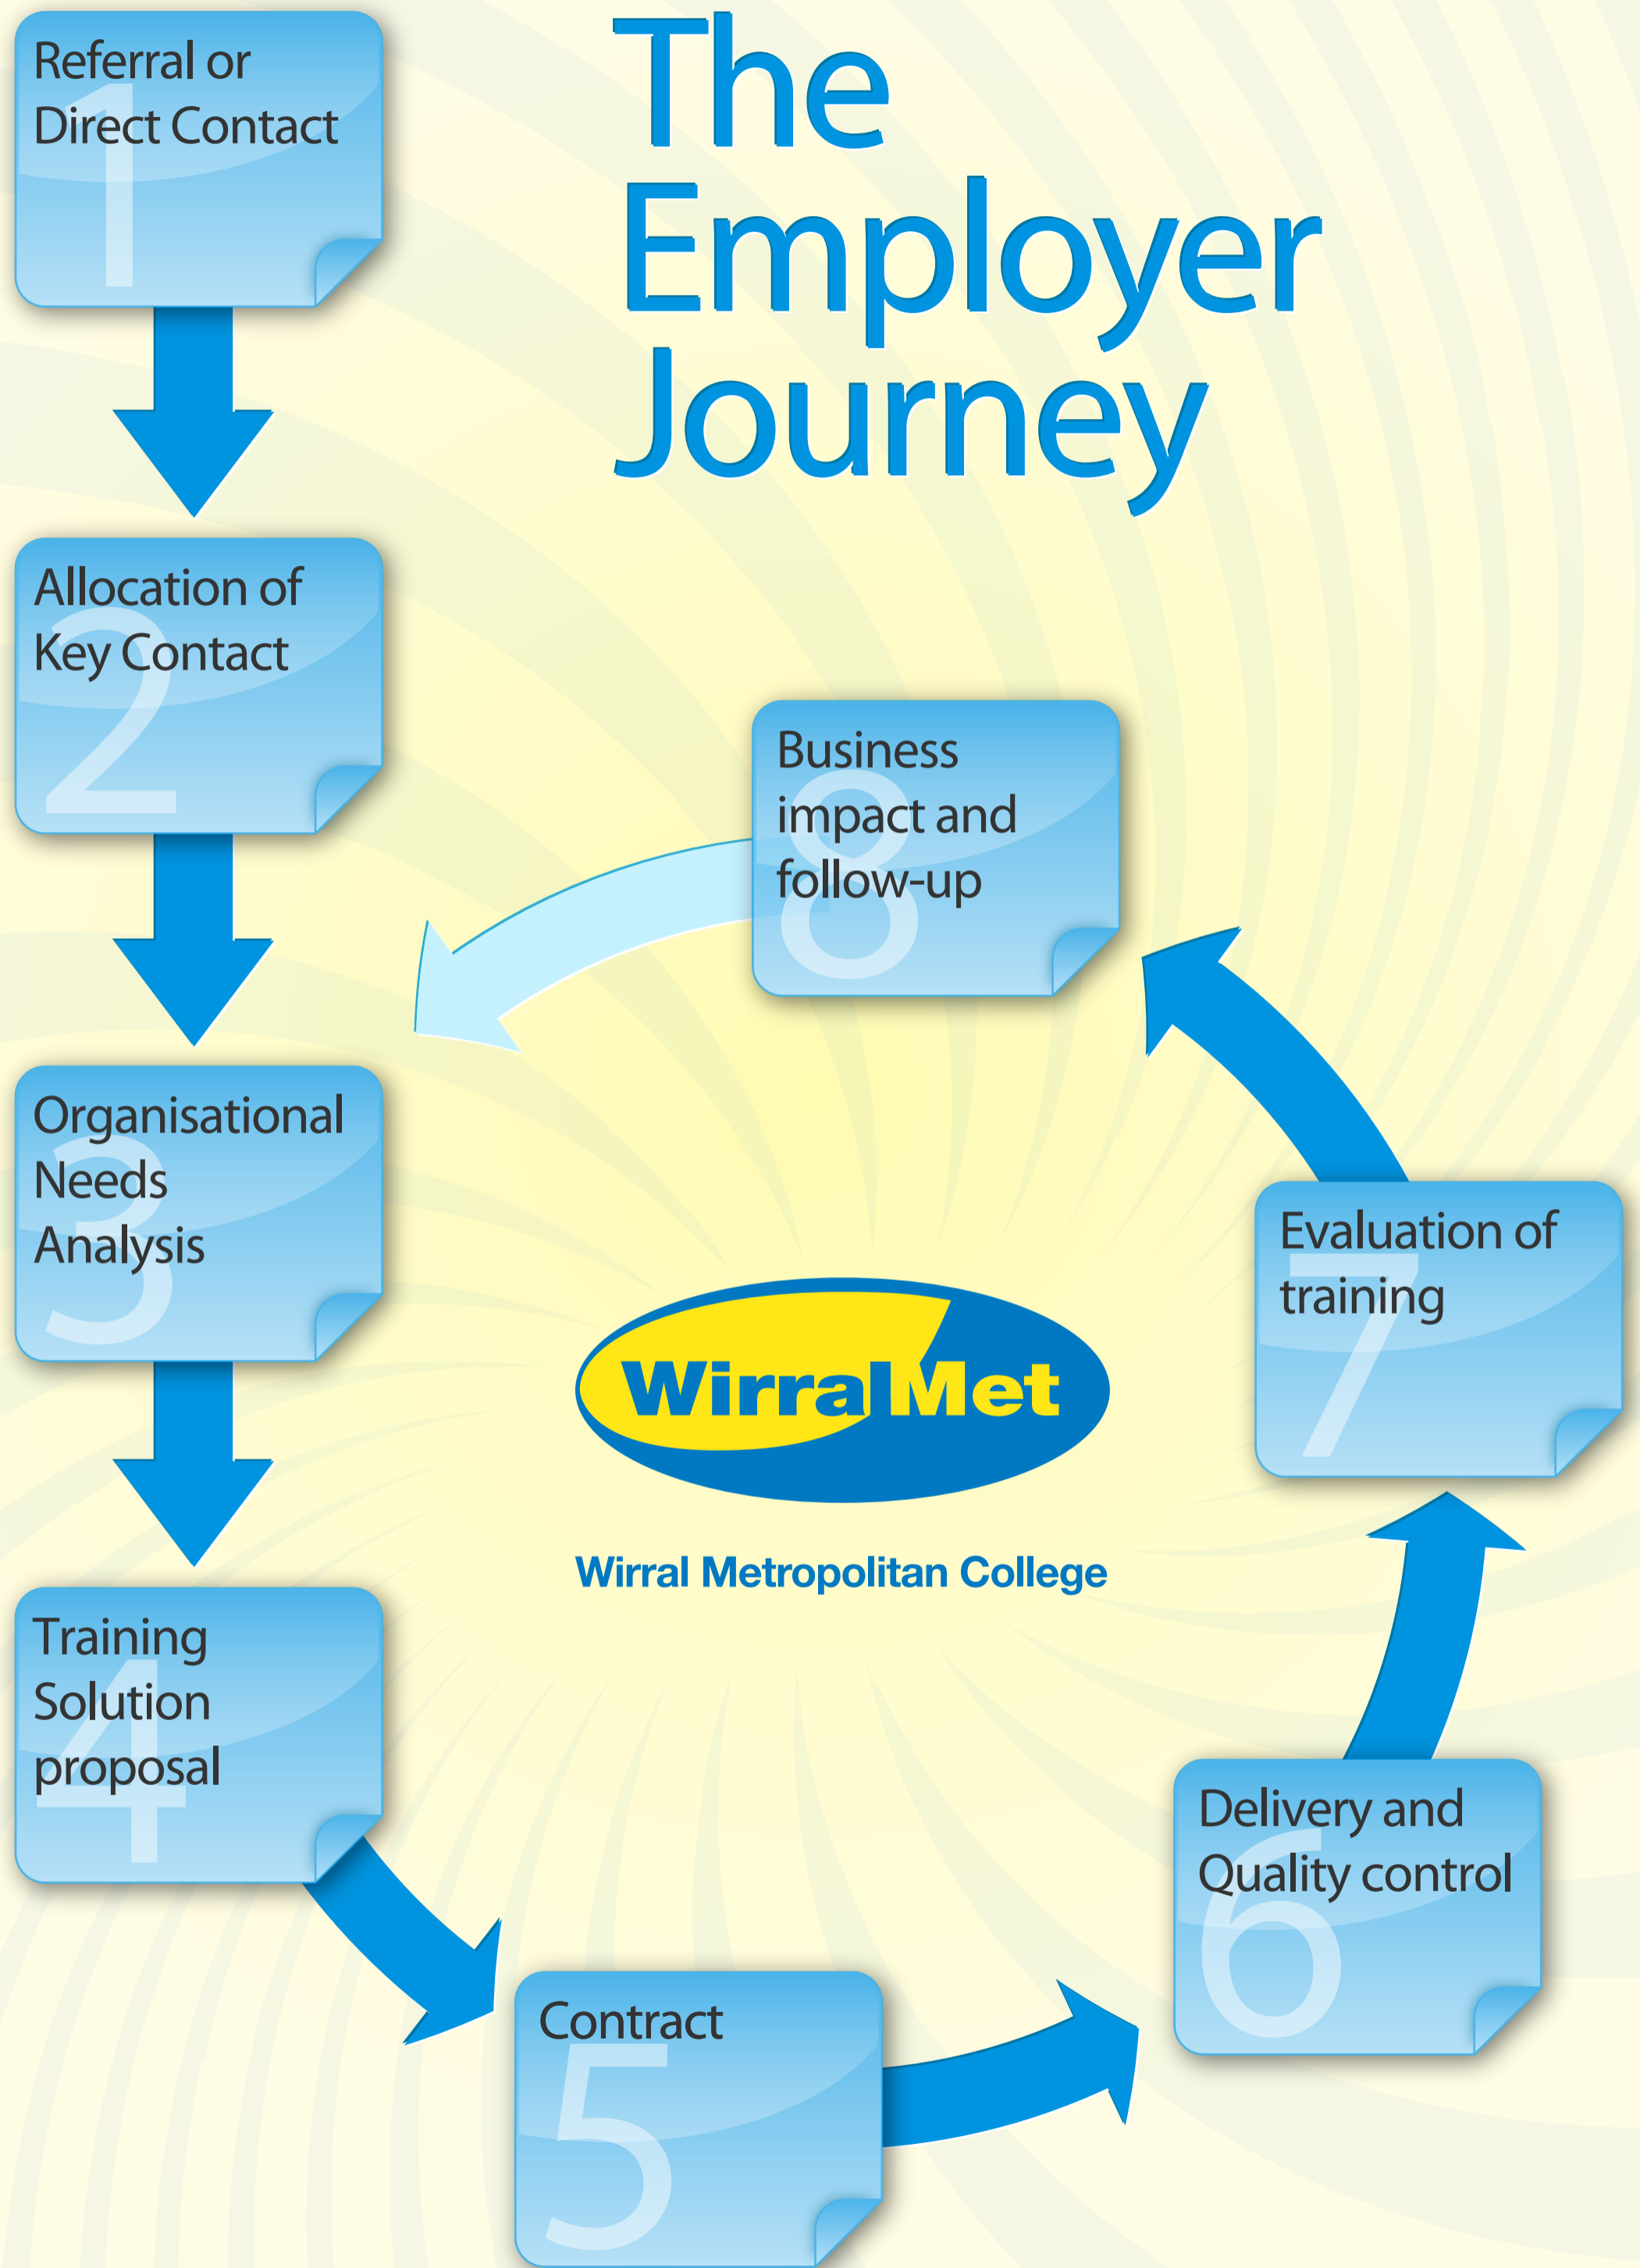 The
Employer
Journey
Referral or
Direct Contact
1
Allocation of
Key Contact
2
Organisational
Needs
Analysis
3
Training
Solution
proposal
4
Contract
5
Delivery and
Quality control
6
Evaluation of
training
7
Business
impact and
follow-up
8
WirralMet
Wirral Metropolitan College